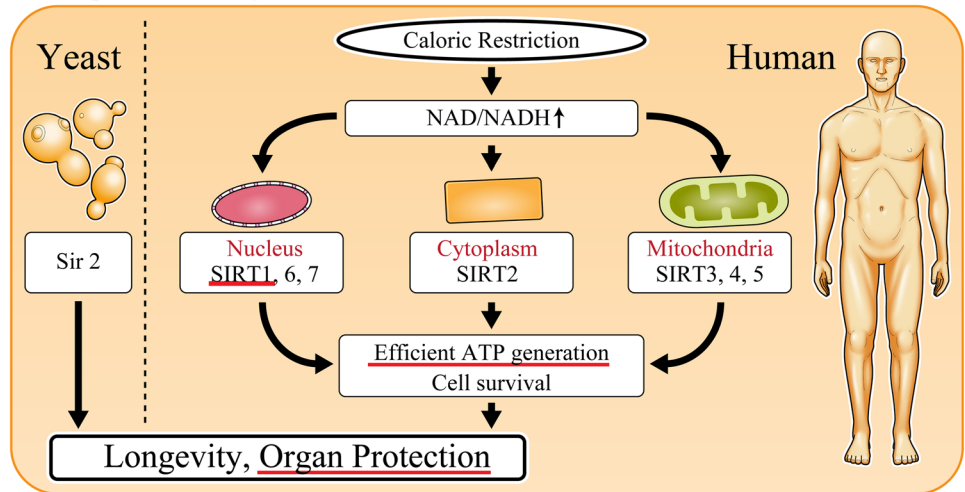 Yeast
Caloric Restriction
Human
NAD/NADH↑
Nucleus
SIRT1, 6, 7
Cytoplasm
SIRT2
Mitochondria
SIRT3, 4, 5
Sir 2
Efficient ATP generation
Cell survival
Longevity, Organ Protection